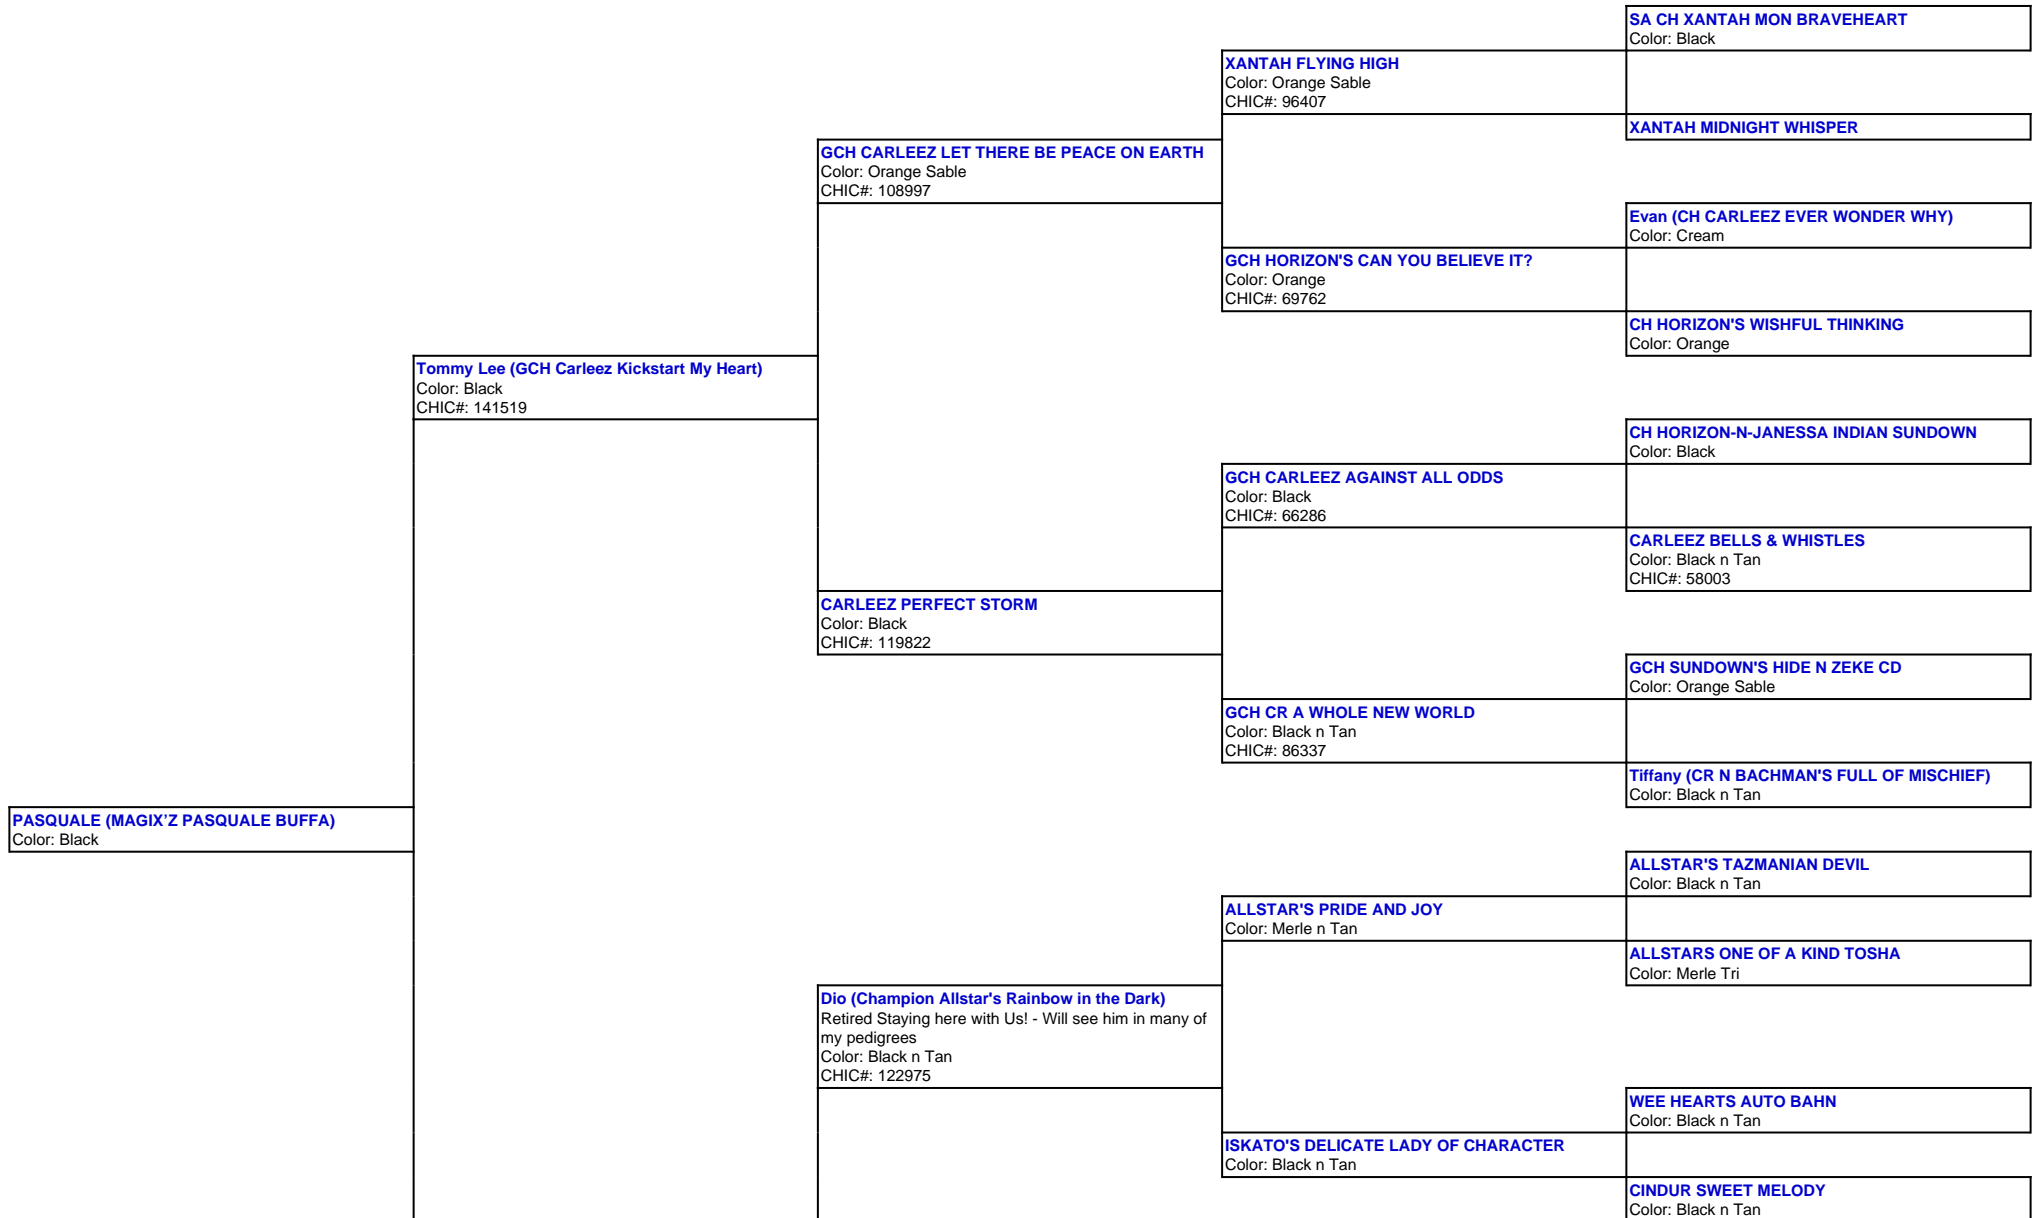 SA CH XANTAH MON BRAVEHEART
Color: Black
XANTAH FLYING HIGH
Color: Orange Sable
CHIC#: 96407
XANTAH MIDNIGHT WHISPER
GCH CARLEEZ LET THERE BE PEACE ON EARTH
Color: Orange Sable
CHIC#: 108997
Evan (CH CARLEEZ EVER WONDER WHY)
Color: Cream
GCH HORIZON'S CAN YOU BELIEVE IT?
Color: Orange
CHIC#: 69762
CH HORIZON'S WISHFUL THINKING
Color: Orange
Tommy Lee (GCH Carleez Kickstart My Heart)
Color: Black
CHIC#: 141519
CH HORIZON-N-JANESSA INDIAN SUNDOWN
Color: Black
GCH CARLEEZ AGAINST ALL ODDS
Color: Black
CHIC#: 66286
CARLEEZ BELLS & WHISTLES
Color: Black n Tan
CHIC#: 58003
CARLEEZ PERFECT STORM
Color: Black
CHIC#: 119822
GCH SUNDOWN'S HIDE N ZEKE CD
Color: Orange Sable
GCH CR A WHOLE NEW WORLD
Color: Black n Tan
CHIC#: 86337
Tiffany (CR N BACHMAN'S FULL OF MISCHIEF)
Color: Black n Tan
PASQUALE (MAGIX’Z PASQUALE BUFFA)
Color: Black
ALLSTAR'S TAZMANIAN DEVIL
Color: Black n Tan
ALLSTAR'S PRIDE AND JOY
Color: Merle n Tan
ALLSTARS ONE OF A KIND TOSHA
Color: Merle Tri
Dio (Champion Allstar's Rainbow in the Dark)
Retired Staying here with Us! - Will see him in many of
my pedigrees
Color: Black n Tan
CHIC#: 122975
WEE HEARTS AUTO BAHN
Color: Black n Tan
ISKATO'S DELICATE LADY OF CHARACTER
Color: Black n Tan
CINDUR SWEET MELODY
Color: Black n Tan